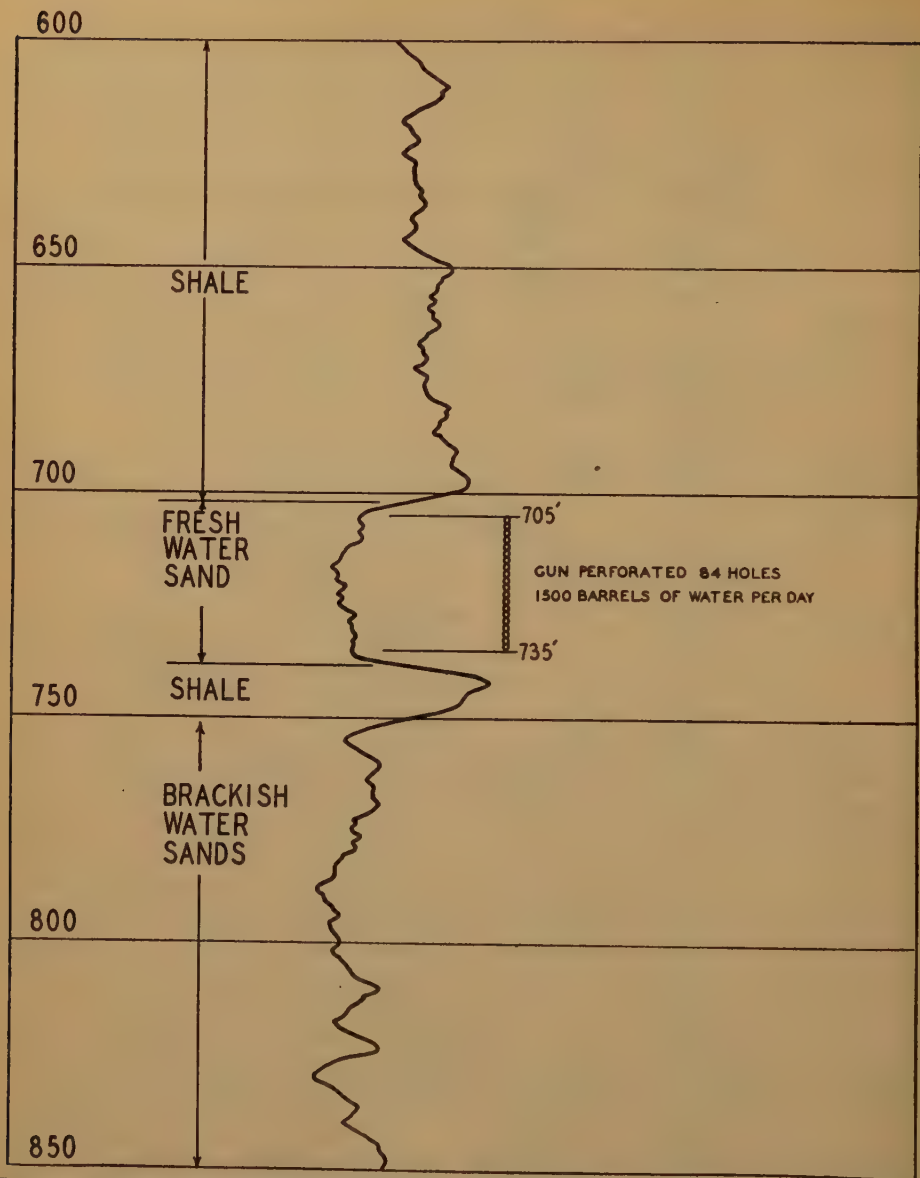 600
650
SHALE
700
705′
FRESH
WATER
SAND
GUN PERFORATED 84 HOLES
1500 BARRELS OF WATER PER DAY
735′
SHALE
750
BRACKISH
WATER
SANDS
800
850